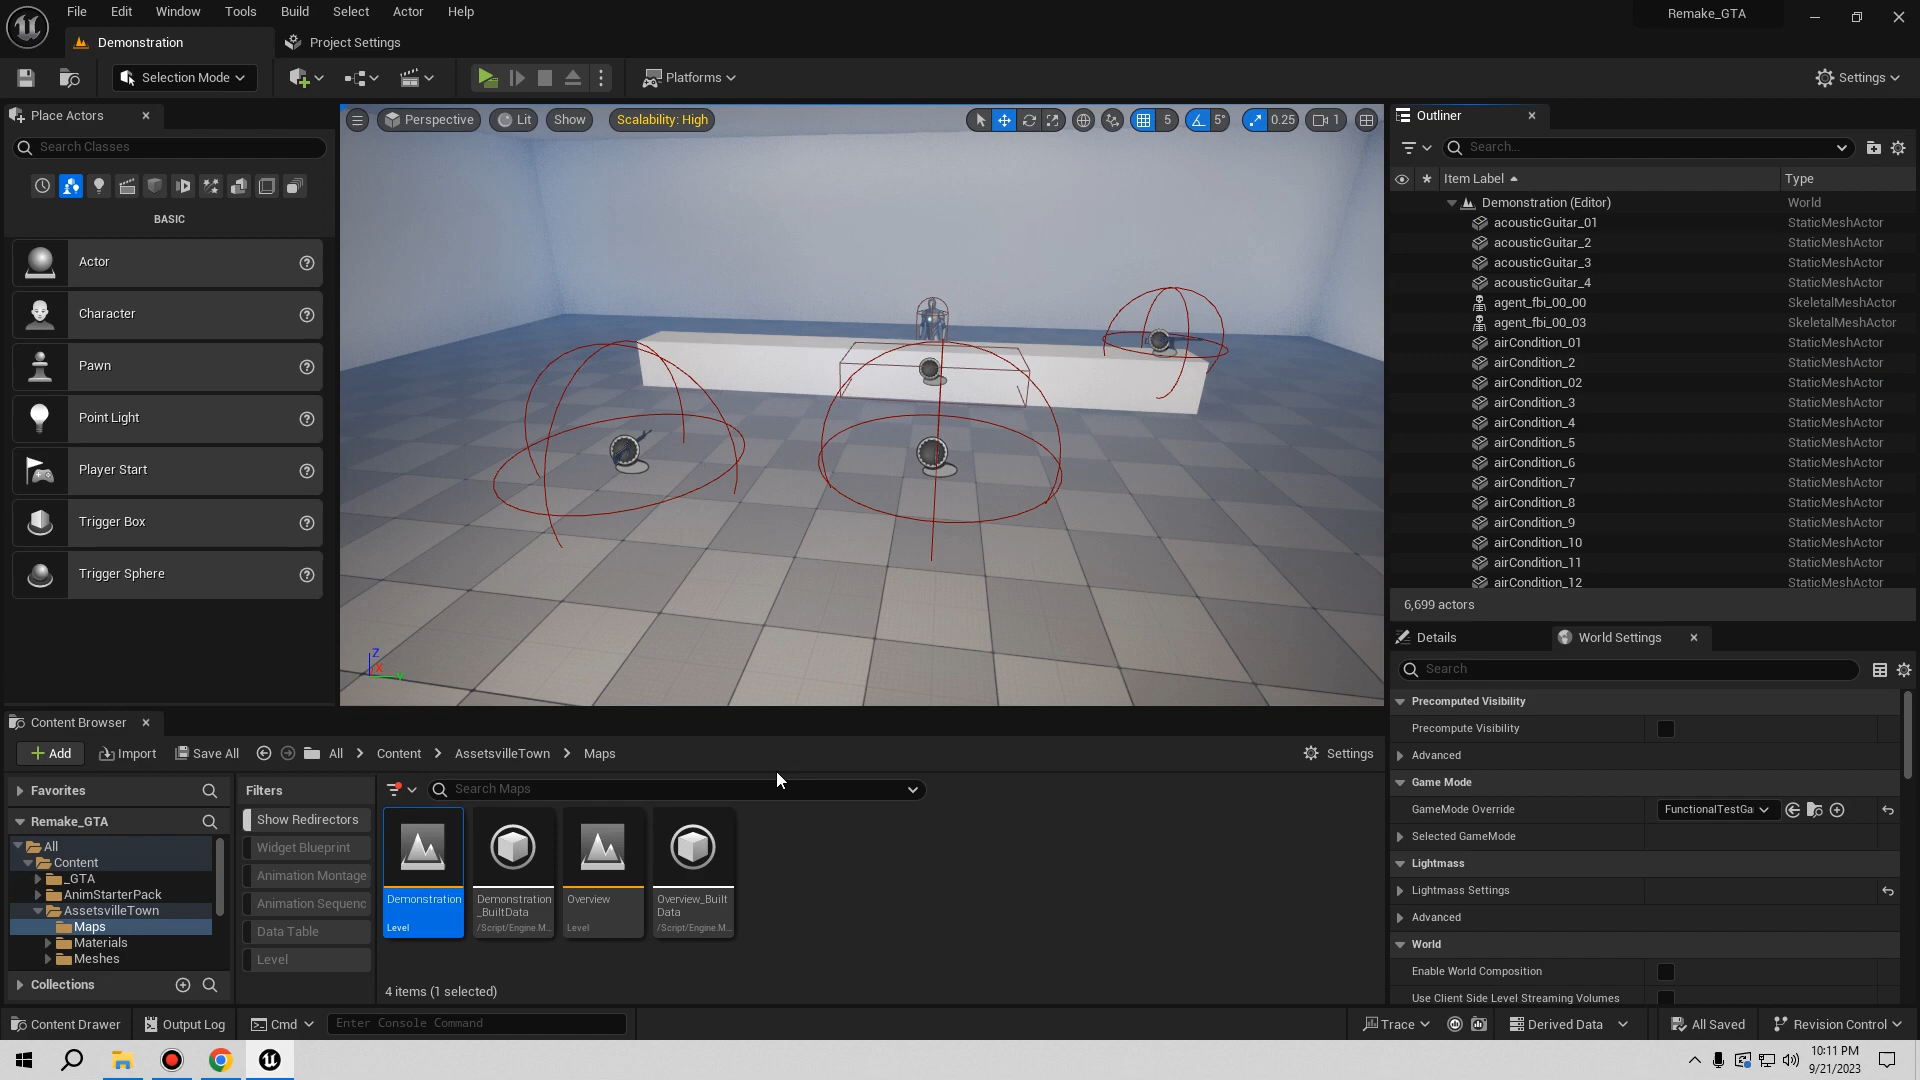 File Edit Window Tools Build Select Actor Help
Remake_GTA
Demonstration
Project Settings
Selection Mode
Platforms
Settings
Place Actors
Search Classes
BASIC
Actor
Character
Pawn
Point Light
Player Start
Trigger Box
Trigger Sphere
Perspective Lit Show Scalability: High
5 5° 0.25 1
Z
X
Y
Outliner
Search...
Item Label Type
Demonstration (Editor) World
acousticGuitar_01 StaticMeshActor
acousticGuitar_2 StaticMeshActor
acousticGuitar_3 StaticMeshActor
acousticGuitar_4 StaticMeshActor
agent_fbi_00_00 SkeletalMeshActor
agent_fbi_00_03 SkeletalMeshActor
airCondition_01 StaticMeshActor
airCondition_2 StaticMeshActor
airCondition_02 StaticMeshActor
airCondition_3 StaticMeshActor
airCondition_4 StaticMeshActor
airCondition_5 StaticMeshActor
airCondition_6 StaticMeshActor
airCondition_7 StaticMeshActor
airCondition_8 StaticMeshActor
airCondition_9 StaticMeshActor
airCondition_10 StaticMeshActor
airCondition_11 StaticMeshActor
airCondition_12 StaticMeshActor
6,699 actors
Details
World Settings
Search
Precomputed Visibility
Precompute Visibility
Advanced
Game Mode
GameMode Override FunctionalTestGa
Selected GameMode
Lightmass
Lightmass Settings
Advanced
World
Enable World Composition
Use Client Side Level Streaming Volumes
Content Browser
Add Import Save All All Content AssetsvilleTown Maps Settings
Favorites
Remake_GTA
All
Content
_GTA
AnimStarterPack
AssetsvilleTown
Maps
Materials
Meshes
Collections
Filters
Show Redirectors
Widget Blueprint
Animation Montage
Animation Sequenc
Data Table
Level
Search Maps
Demonstration
Level
Demonstration
_BuiltData
/Script/Engine.M...
Overview
Level
Overview_Built
Data
/Script/Engine.M...
4 items (1 selected)
Content Drawer Output Log Cmd Enter Console Command
Trace Derived Data All Saved Revision Control
10:11 PM
9/21/2023